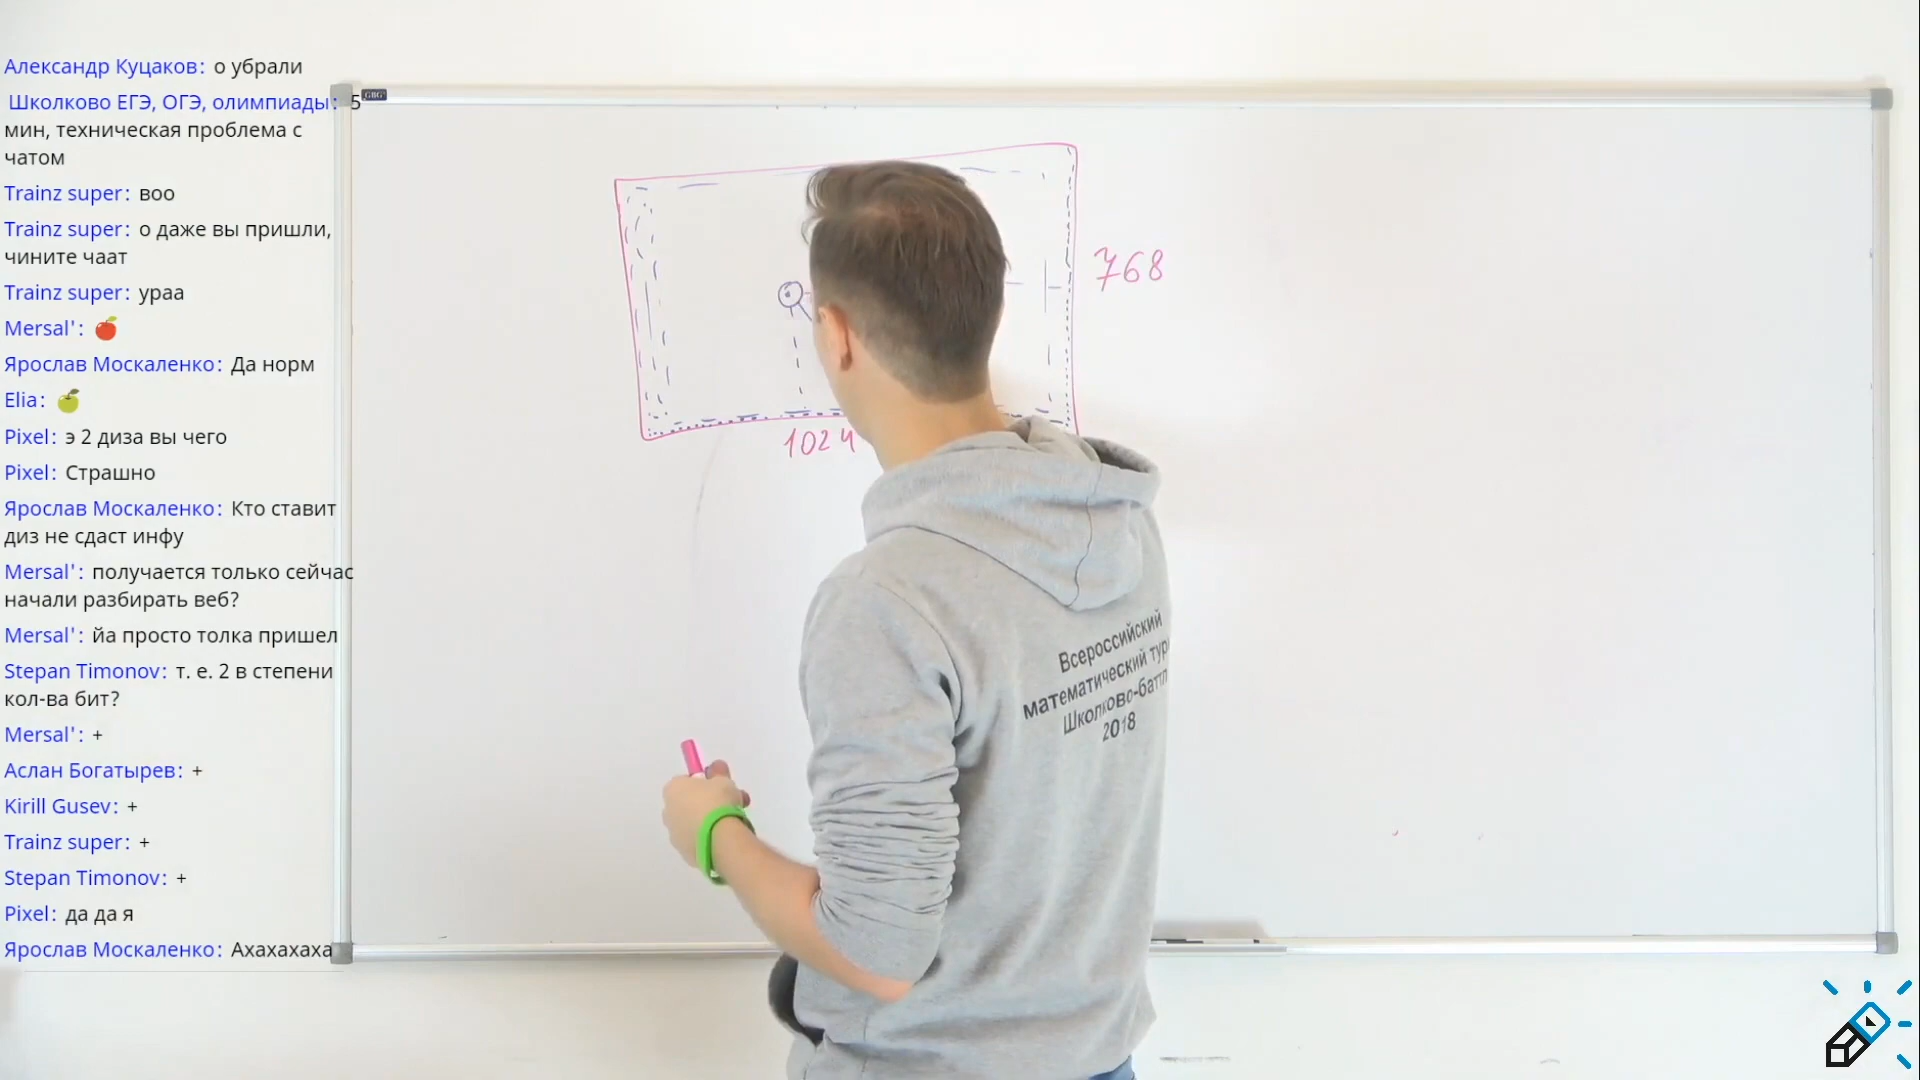 Александр Куцаков: о убрали
Школково ЕГЭ, ОГЭ, олимпиады: 5
мин, техническая проблема с
чатом
Trainz super: воо
Trainz super: о даже вы пришли,
чините чаат
Trainz super: ураа
Mersal': 🍎
Ярослав Москаленко: Да норм
Elia: 🍏
Pixel: э 2 диза вы чего
Pixel: Страшно
Ярослав Москаленко: Кто ставит
диз не сдаст инфу
Mersal': получается только сейчас
начали разбирать веб?
Mersal': йа просто толка пришел
Stepan Timonov: т. е. 2 в степени
кол-ва бит?
Mersal': +
Аслан Богатырев: +
Kirill Gusev: +
Trainz super: +
Stepan Timonov: +
Pixel: да да я
Ярослав Москаленко: Ахахахаха
768
1024
Всероссийский
математический тур
Школково-баттл
2018